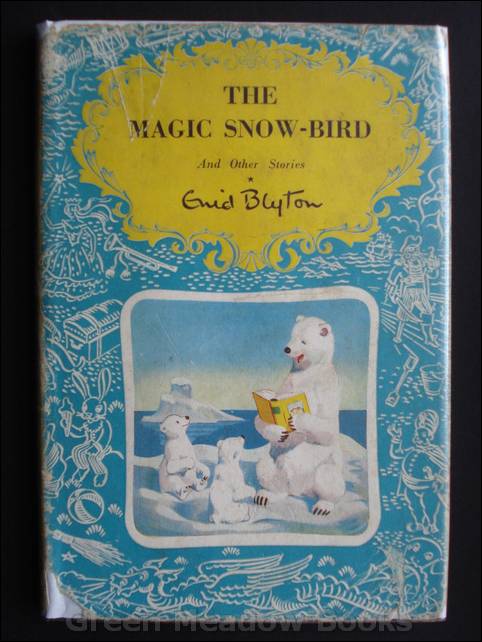 THE
MAGIC SNOW-BIRD
And Other Stories
Enid Blyton
Green Meadow Books